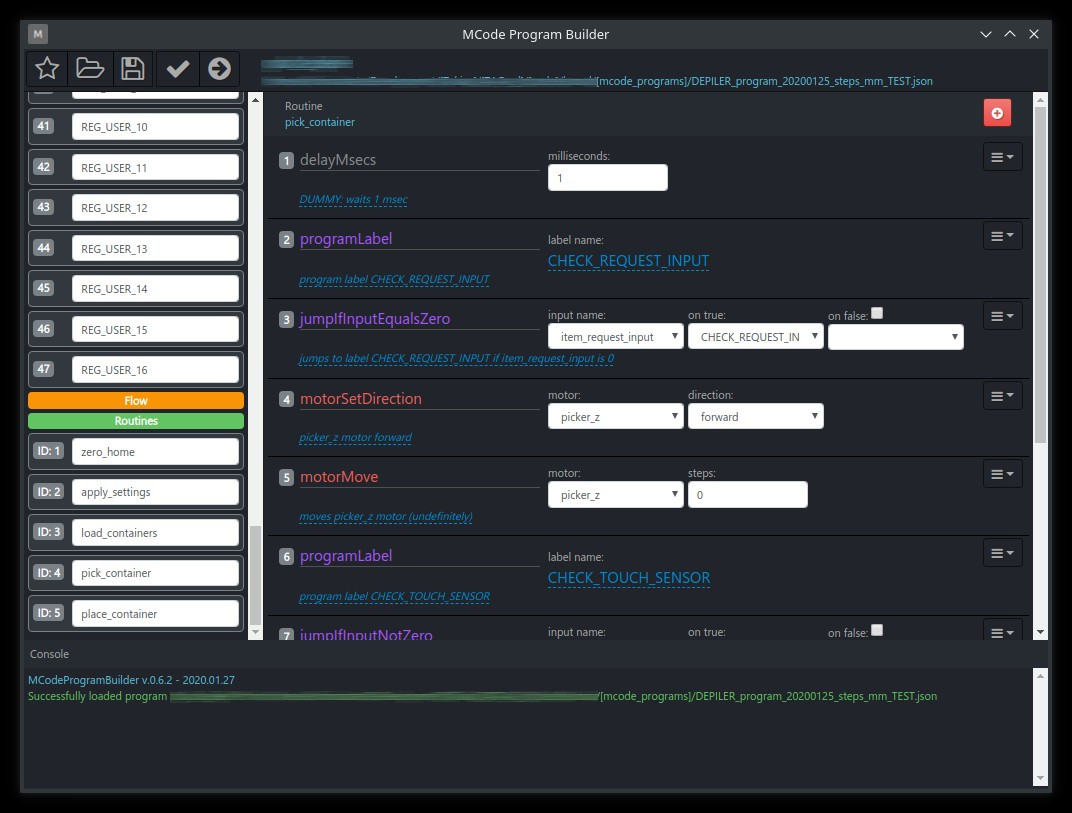 M
MCode Program Builder
[mcode_programs]/DEPILER_program_20200125_steps_mm_TEST.json
41 REG_USER_10
42 REG_USER_11
43 REG_USER_12
44 REG_USER_13
45 REG_USER_14
46 REG_USER_15
47 REG_USER_16
Flow
Routines
ID: 1 zero_home
ID: 2 apply_settings
ID: 3 load_containers
ID: 4 pick_container
ID: 5 place_container
Routine
pick_container
1 delayMsecs
milliseconds:
1
DUMMY: waits 1 msec
2 programLabel
label name:
CHECK_REQUEST_INPUT
program label CHECK_REQUEST_INPUT
3 jumpIfInputEqualsZero
input name: on true: on false:
item_request_input CHECK_REQUEST_IN
jumps to label CHECK_REQUEST_INPUT if item_request_input is 0
4 motorSetDirection
motor: direction:
picker_z forward
picker_z motor forward
5 motorMove
motor: steps:
picker_z 0
moves picker_z motor (undefinitely)
6 programLabel
label name:
CHECK_TOUCH_SENSOR
program label CHECK_TOUCH_SENSOR
7 jumpIfInputNotZero
input name: on true: on false:
Console
MCodeProgramBuilder v.0.6.2 - 2020.01.27
Successfully loaded program /[mcode_programs]/DEPILER_program_20200125_steps_mm_TEST.json